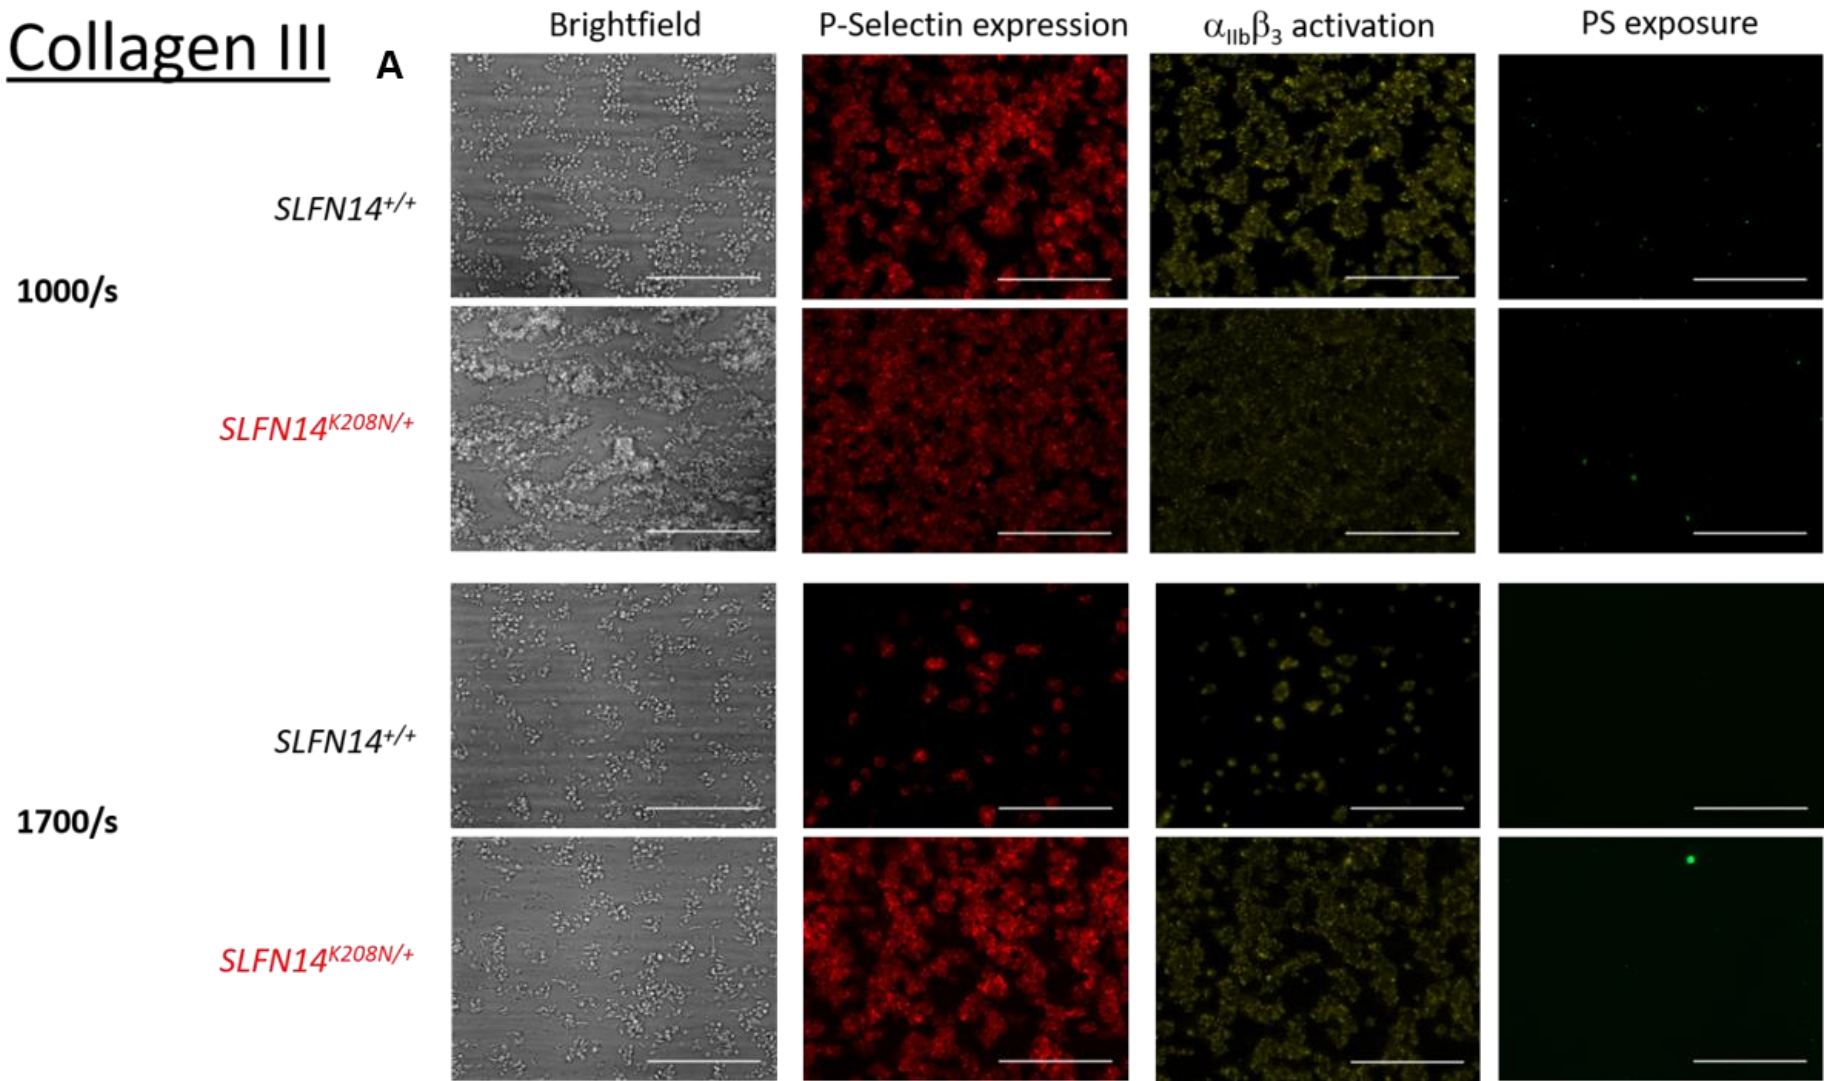 Collagen III
A
Brightfield
P-Selectin expression
αIIbβ3 activation
PS exposure
1000/s
SLFN14+/+
SLFN14K208N/+
1700/s
SLFN14+/+
SLFN14K208N/+